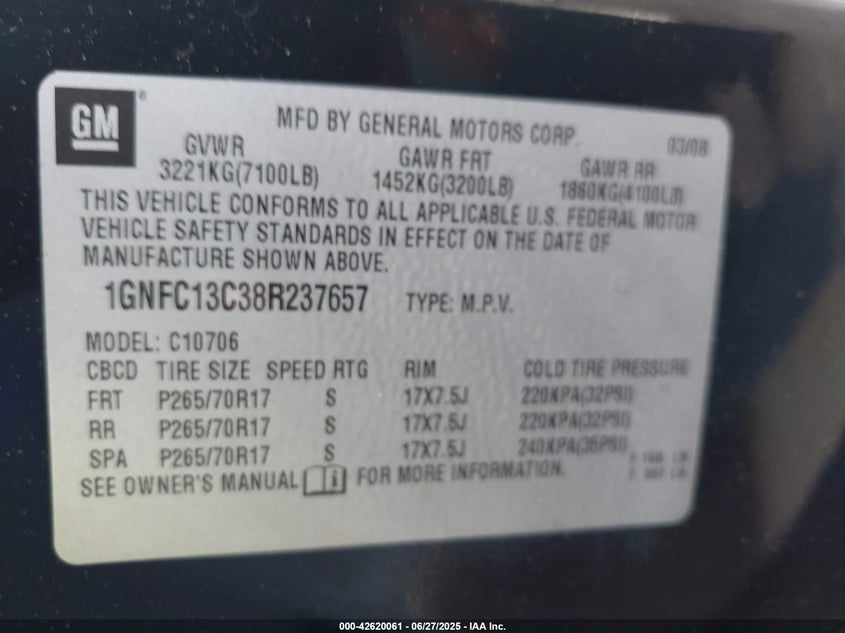 GM
MFD BY GENERAL MOTORS CORP. 03/08
GVWR GAWR FRT GAWR RR
3221KG(7100LB) 1452KG(3200LB) 1860KG(4100LB)
THIS VEHICLE CONFORMS TO ALL APPLICABLE U.S. FEDERAL MOTOR
VEHICLE SAFETY STANDARDS IN EFFECT ON THE DATE OF
MANUFACTURE SHOWN ABOVE.
1GNFC13C38R237657 TYPE: M.P.V.
MODEL: C10706
CBCD TIRE SIZE SPEED RTG RIM COLD TIRE PRESSURE
FRT P265/70R17 S 17X7.5J 220KPA(32PSI)
RR P265/70R17 S 17X7.5J 220KPA(32PSI)
SPA P265/70R17 S 17X7.5J 240KPA(35PSI)
SEE OWNER'S MANUAL FOR MORE INFORMATION.
000-42620061 - 06/27/2025 - IAA Inc.